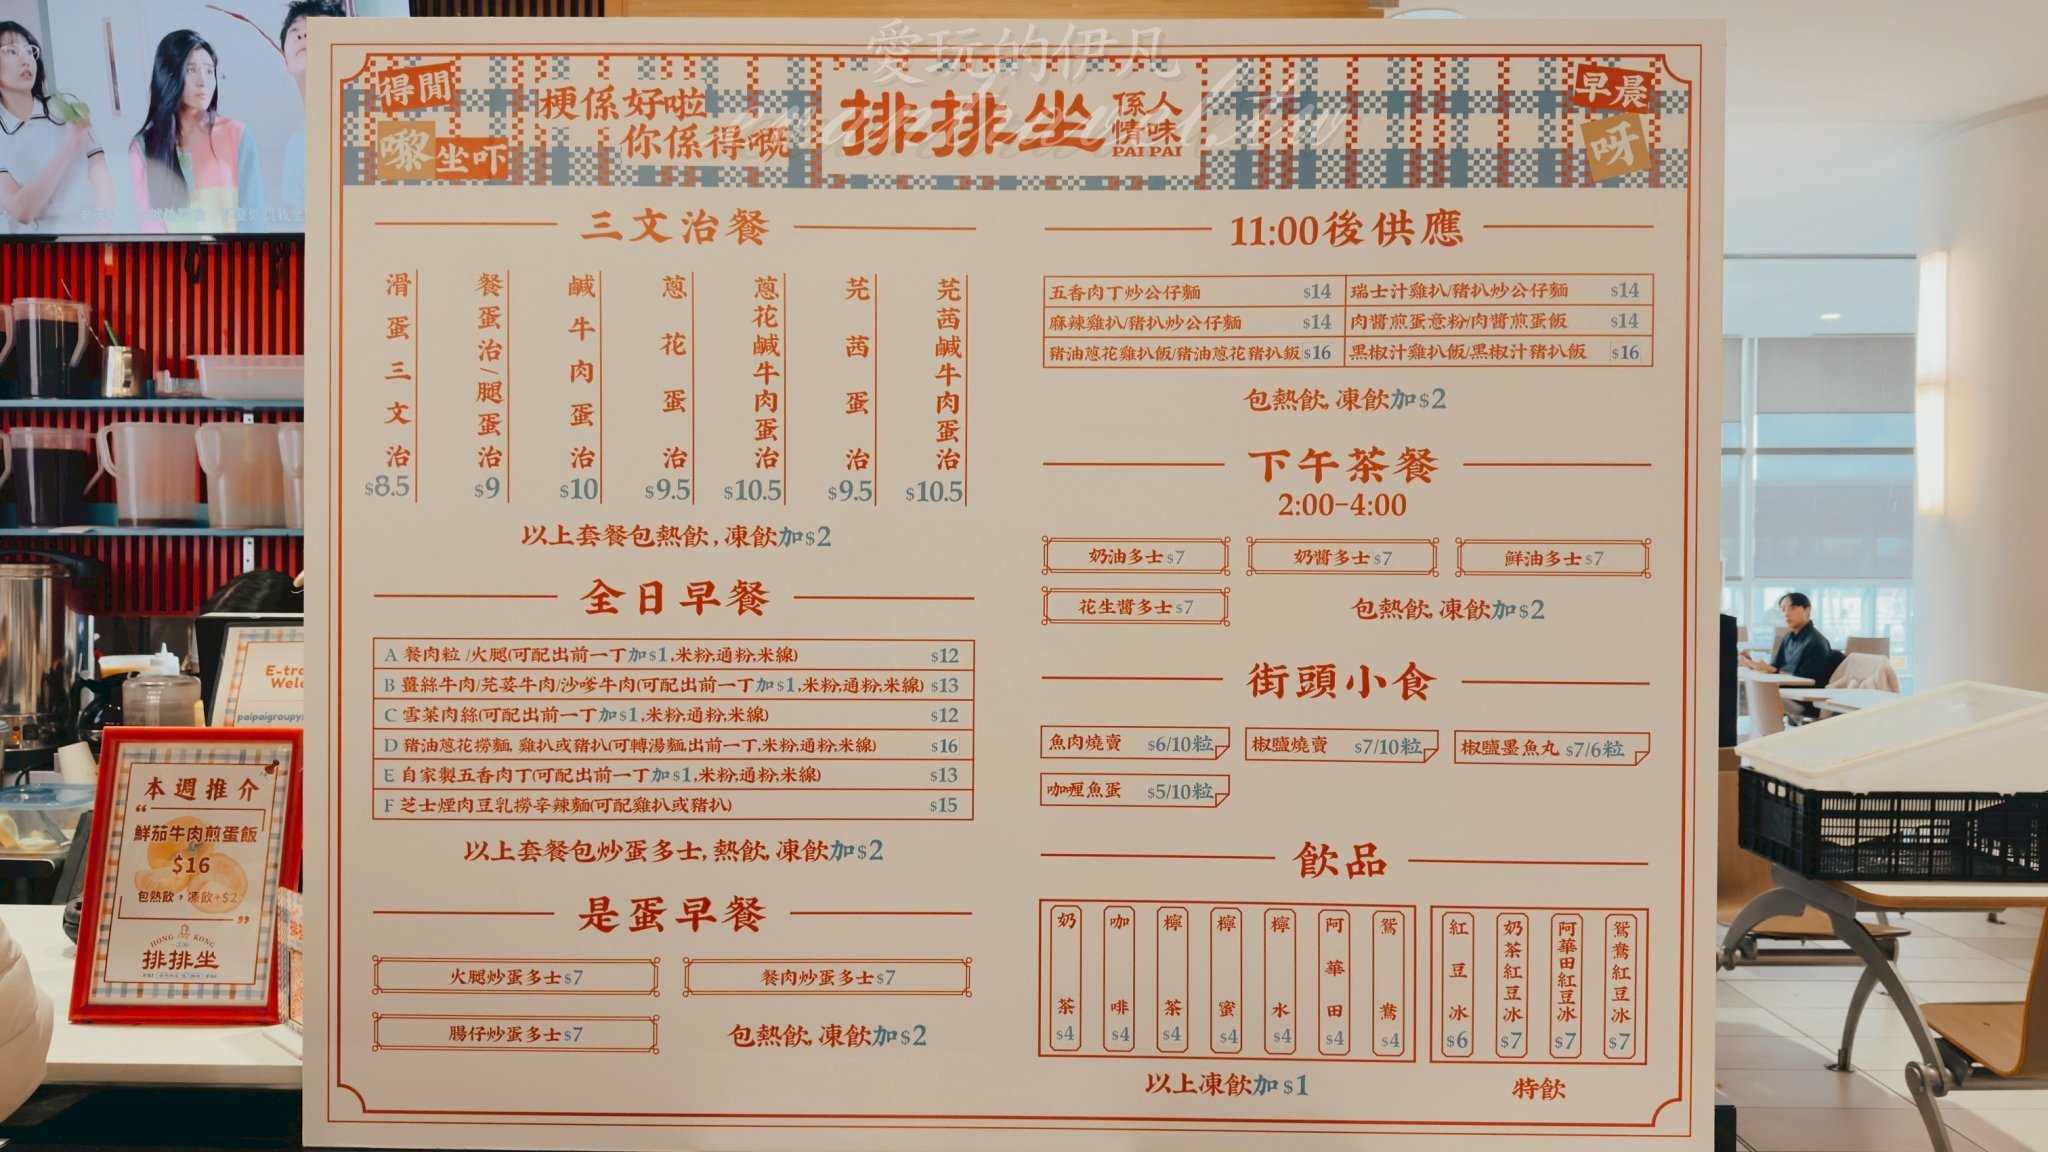 愛玩的伊凡
得閒
嚟坐吓
梗係好啦
你係得嘅
排排坐
係人
情味
PAI PAI
早晨
呀
三文治餐
滑蛋三文治 $8.5
餐蛋治/腿蛋治 $9
鹹牛肉蛋治 $10
蔥花蛋治 $9.5
蔥花鹹牛肉蛋治 $10.5
芫茜蛋治 $9.5
芫茜鹹牛肉蛋治 $10.5
以上套餐包熱飲,凍飲加$2
全日早餐
A 餐肉粒/火腿(可配出前一丁加$1,米粉,通粉,米線) $12
B 薑絲牛肉/芫荽牛肉/沙嗲牛肉(可配出前一丁加$1,米粉,通粉,米線) $13
C 雪菜肉絲(可配出前一丁加$1,米粉,通粉,米線) $12
D 豬油蔥花撈麵,雞扒或豬扒(可轉湯麵,出前一丁,米粉,通粉,米線) $16
E 自家製五香肉丁(可配出前一丁加$1,米粉,通粉,米線) $13
F 芝士煙肉豆乳撈辛辣麵(可配雞扒或豬扒) $15
以上套餐包炒蛋多士,熱飲,凍飲加$2
是蛋早餐
火腿炒蛋多士$7
餐肉炒蛋多士$7
腸仔炒蛋多士$7
包熱飲,凍飲加$2
11:00後供應
五香肉丁炒公仔麵 $14
瑞士汁雞扒/豬扒炒公仔麵 $14
麻辣雞扒/豬扒炒公仔麵 $14
肉醬煎蛋意粉/肉醬煎蛋飯 $14
豬油蔥花雞扒飯/豬油蔥花豬扒飯 $16
黑椒汁雞扒飯/黑椒汁豬扒飯 $16
包熱飲,凍飲加$2
下午茶餐
2:00-4:00
奶油多士$7
奶醬多士$7
鮮油多士$7
花生醬多士$7
包熱飲,凍飲加$2
街頭小食
魚肉燒賣 $6/10粒
椒鹽燒賣 $7/10粒
椒鹽墨魚丸 $7/6粒
咖喱魚蛋 $5/10粒
飲品
奶茶 $4
咖啡 $4
檸茶 $4
檸蜜 $4
檸水 $4
阿華田 $4
鴛鴦 $4
紅豆冰 $6
奶茶紅豆冰 $7
阿華田紅豆冰 $7
鴛鴦紅豆冰 $7
以上凍飲加$1
特飲
本週推介
“
鮮茄牛肉煎蛋飯
$16
包熱飲，凍飲+$2
”
HONG KONG
排排坐
PAI PAI